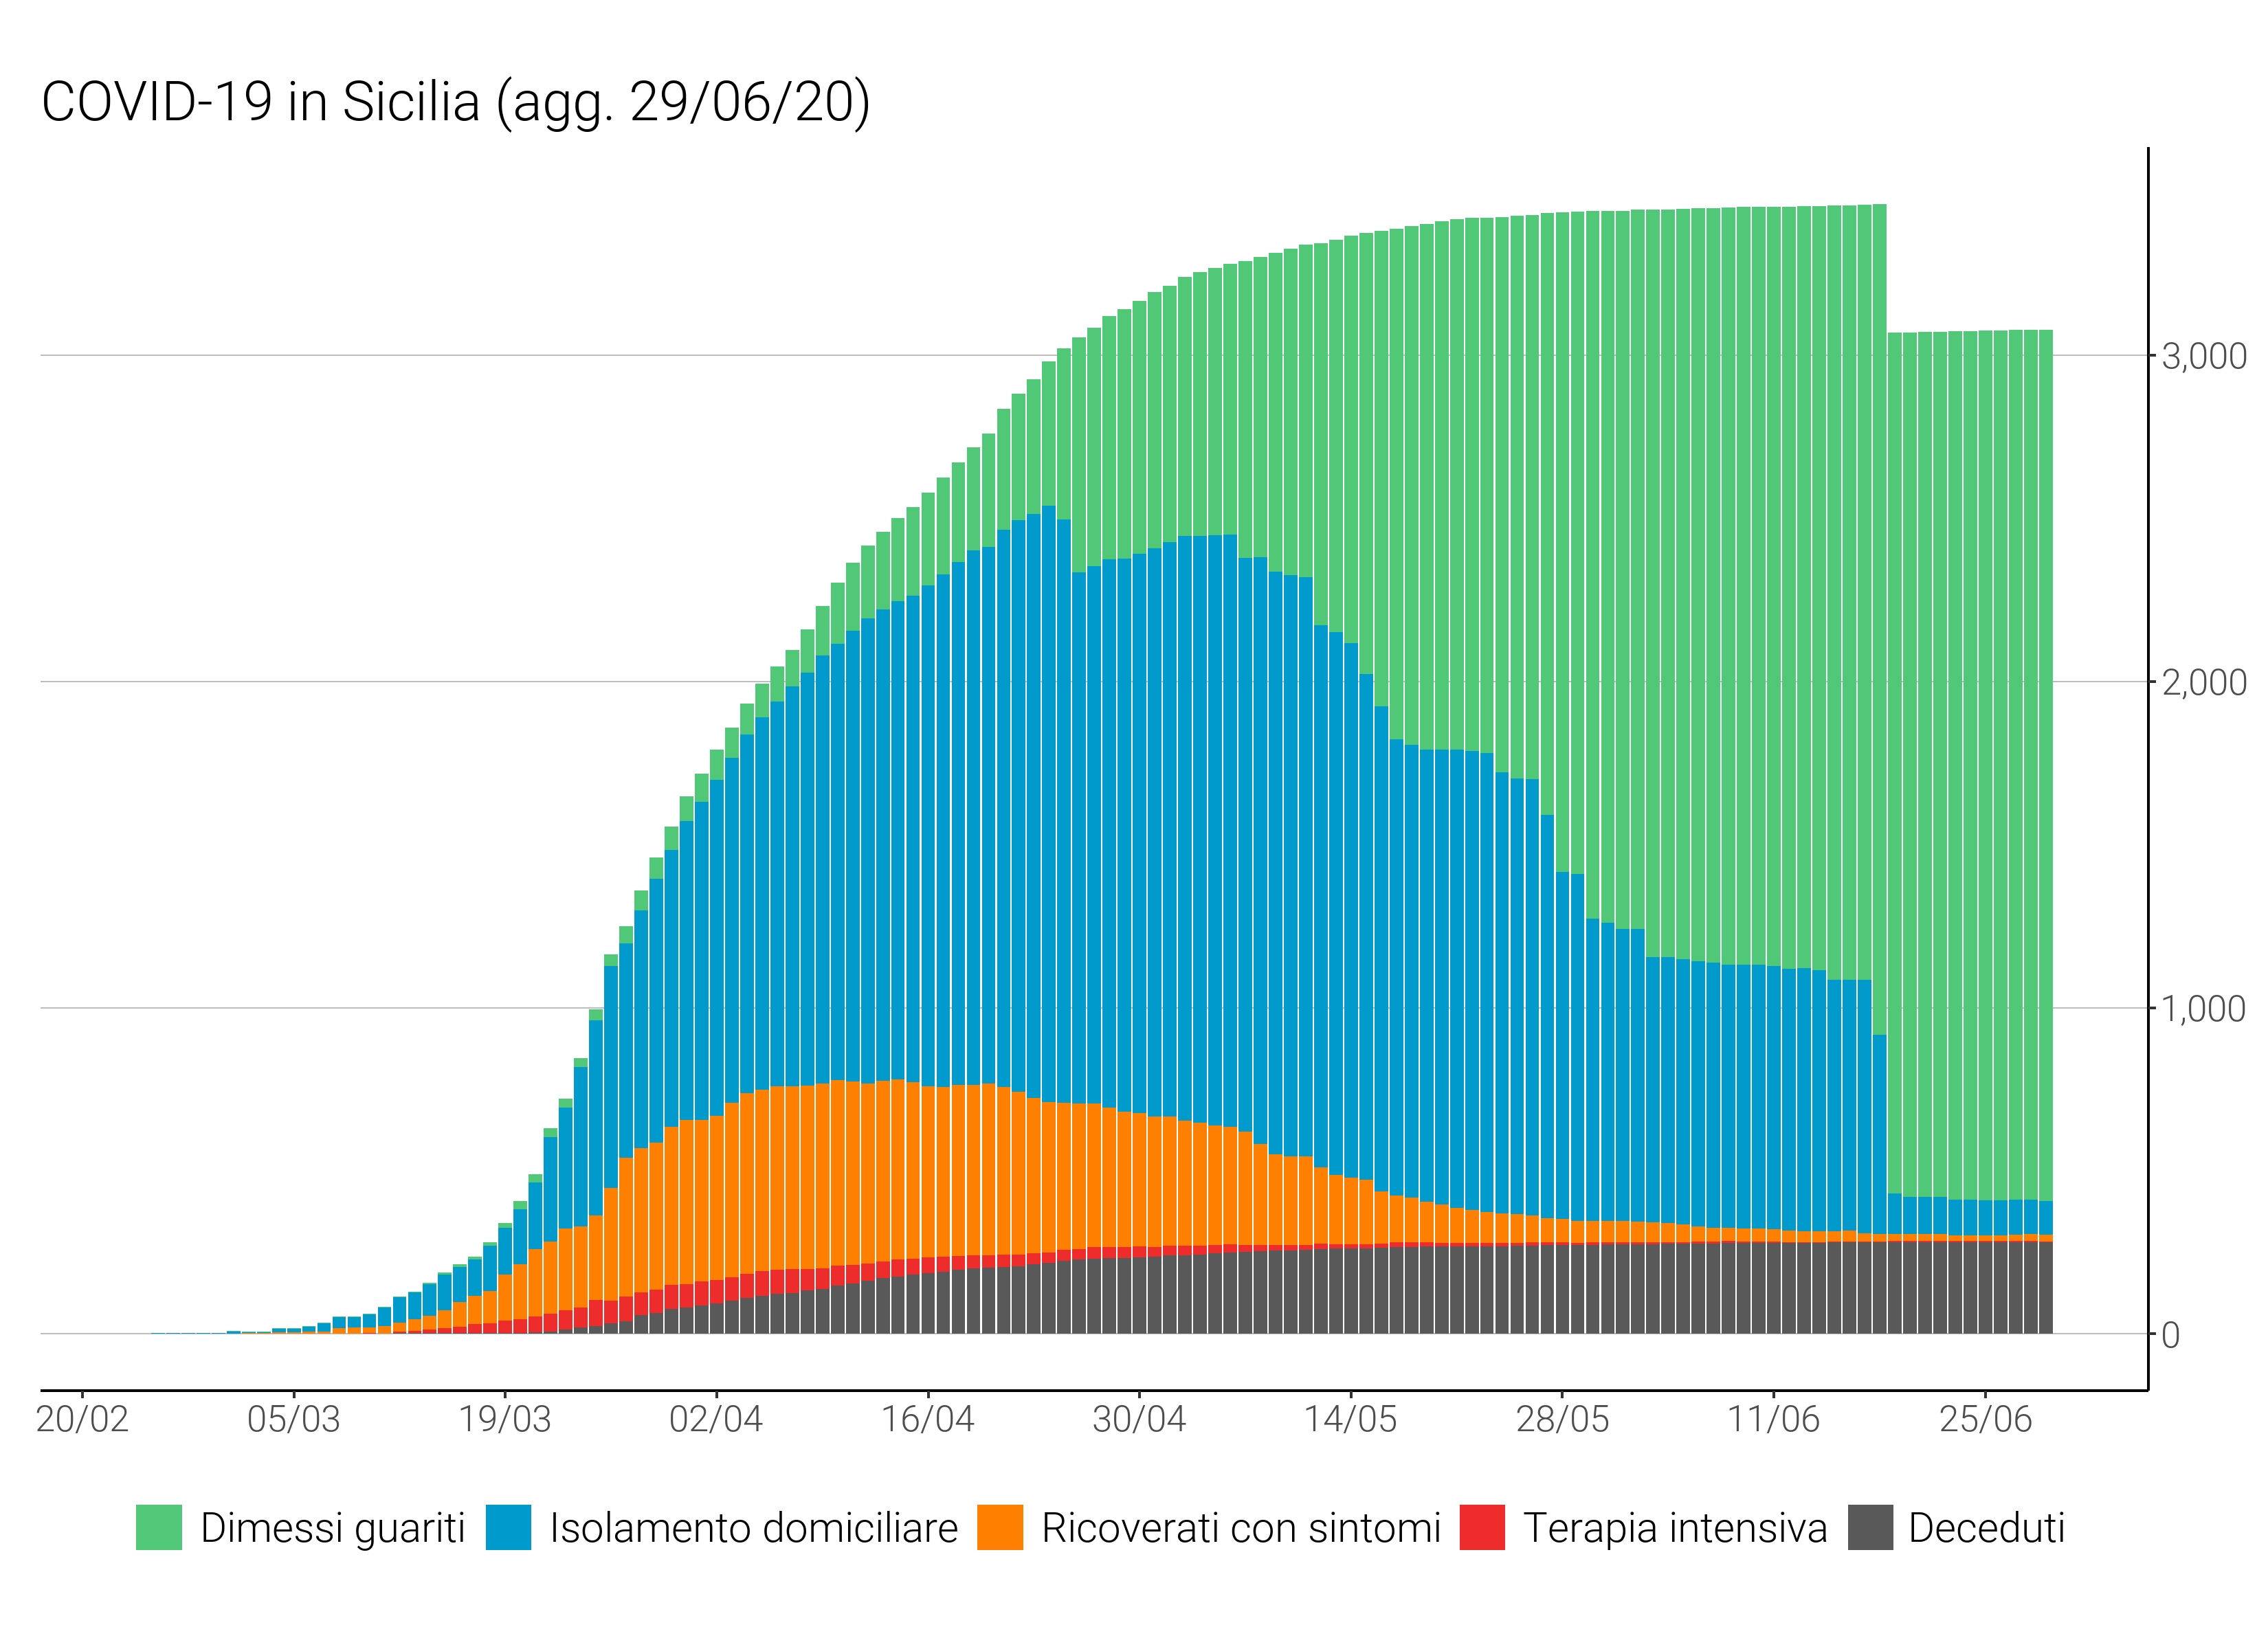 COVID-19 in Sicilia (agg. 29/06/20)
3,000
2,000
1,000
0
20/02 05/03 19/03 02/04 16/04 30/04 14/05 28/05 11/06 25/06
Dimessi guariti Isolamento domiciliare Ricoverati con sintomi Terapia intensiva Deceduti